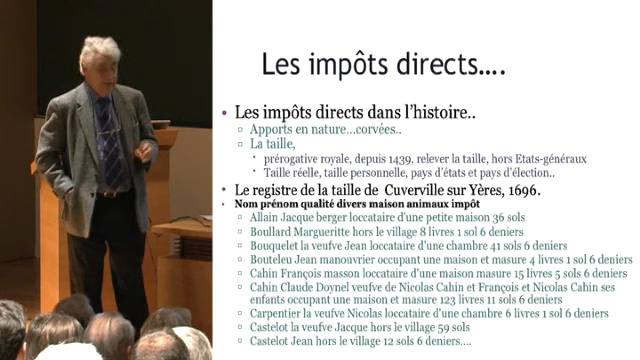 Les impôts directs….
Les impôts directs dans l'histoire..
Apports en nature…corvées..
La taille,
prérogative royale, depuis 1439, relever la taille, hors Etats-généraux
Taille réelle, taille personnelle, pays d'états et pays d'élection..
Le registre de la taille de Cuverville sur Yères, 1696.
Nom prénom qualité divers maison animaux impôt
Allain Jacque berger loccataire d'une petite maison 36 sols
Boullard Margueritte hors le village 8 livres 1 sol 6 deniers
Bouquelet la veufve Jean loccataire d'une chambre 41 sols 6 deniers
Bouteleu Jean manouvrier occupant une maison et masure 4 livres 1 sol 6 deniers
Cahin François masson loccataire d'une maison masure 15 livres 5 sols 6 deniers
Cahin Claude Doynel veufve de Nicolas Cahin et François et Nicolas Cahin ses
enfants occupant une maison et masure 123 livres 11 sols 6 deniers
Carpentier la veufve Nicolas loccataire d'une chambre 6 livres 1 sol 6 deniers
Castelot la veufve Jacque hors le village 59 sols
Castelot Jean hors le village 12 sols 6 deniers….